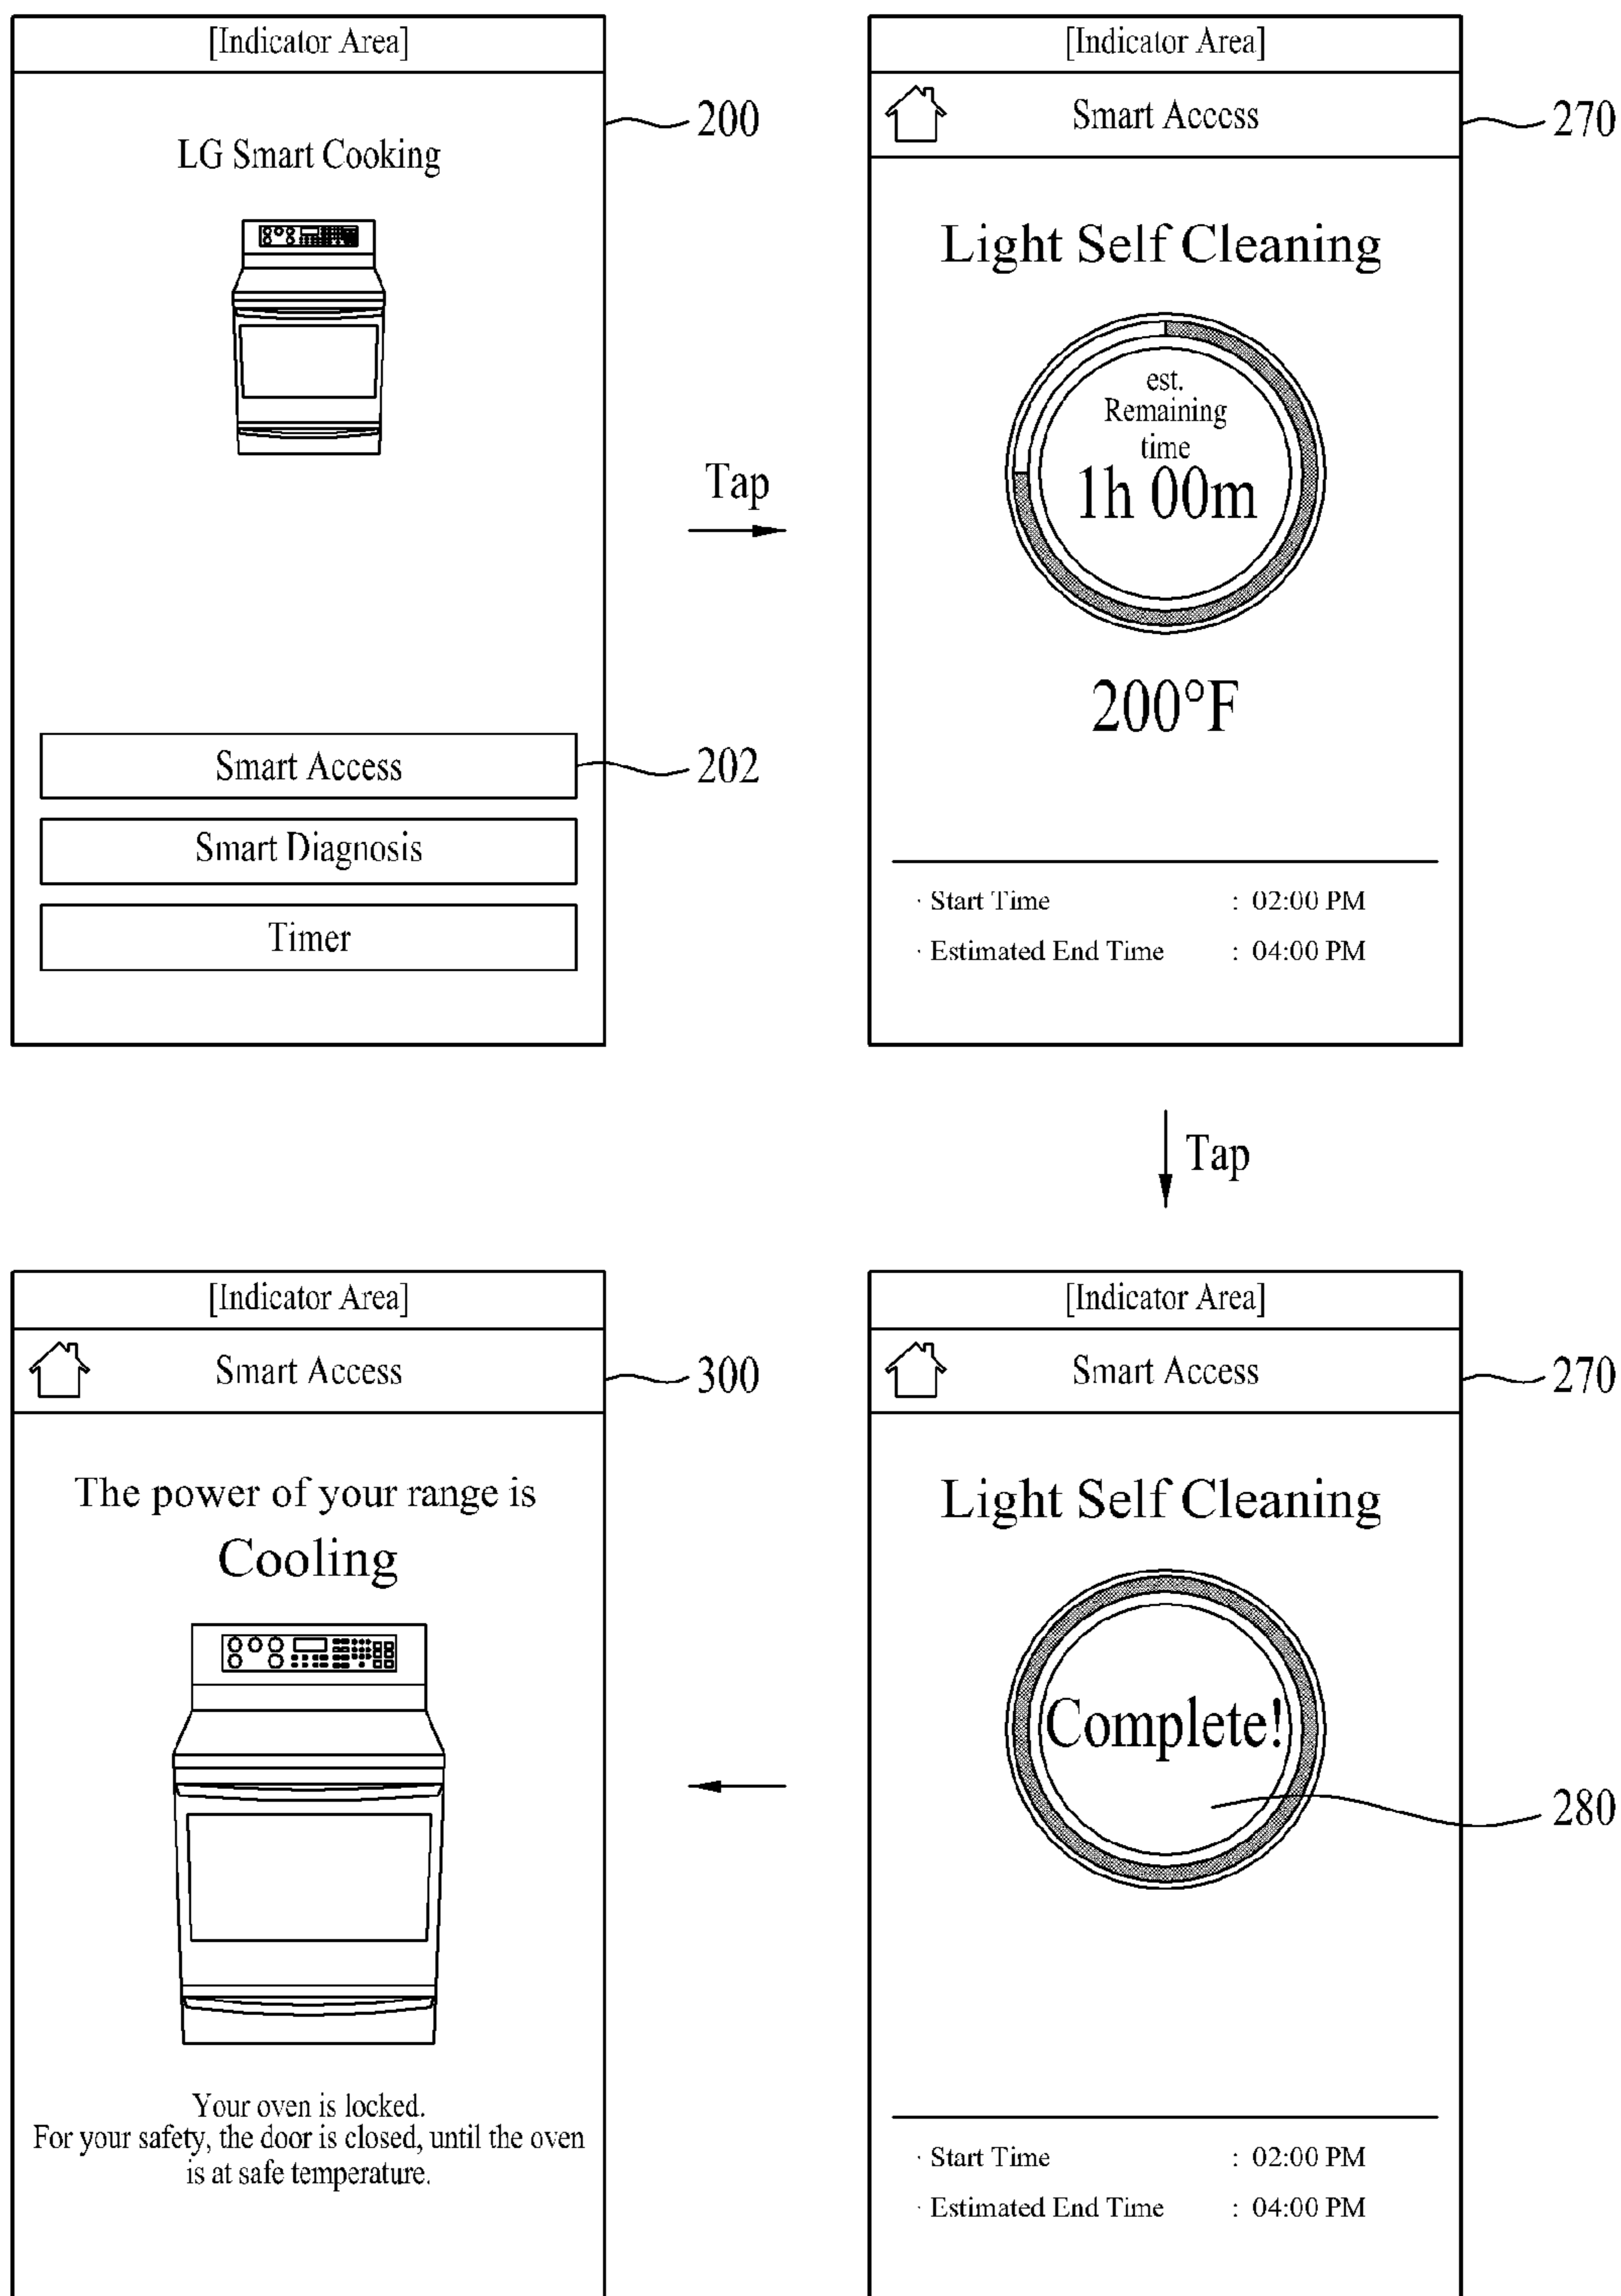 [Indicator Area]
LG Smart Cooking
Smart Access
Smart Diagnosis
Timer
200
202
Tap
[Indicator Area]
Smart Access
270
Light Self Cleaning
est.
Remaining
time
1h 00m
200°F
· Start Time : 02:00 PM
· Estimated End Time : 04:00 PM
Tap
[Indicator Area]
Smart Access
270
Light Self Cleaning
Complete!
280
· Start Time : 02:00 PM
· Estimated End Time : 04:00 PM
[Indicator Area]
Smart Access
300
The power of your range is
Cooling
Your oven is locked.
For your safety, the door is closed, until the oven
is at safe temperature.